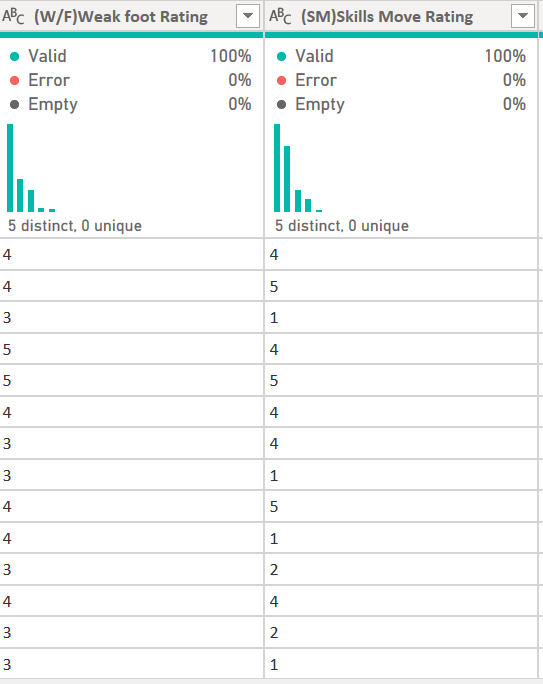 ABC (W/F)Weak foot Rating ABC (SM)Skills Move Rating
Valid 100% Valid 100%
Error 0% Error 0%
Empty 0% Empty 0%
5 distinct, 0 unique 5 distinct, 0 unique
4 4
4 5
3 1
5 4
5 5
4 4
3 4
3 1
4 5
4 1
3 2
4 4
3 2
3 1